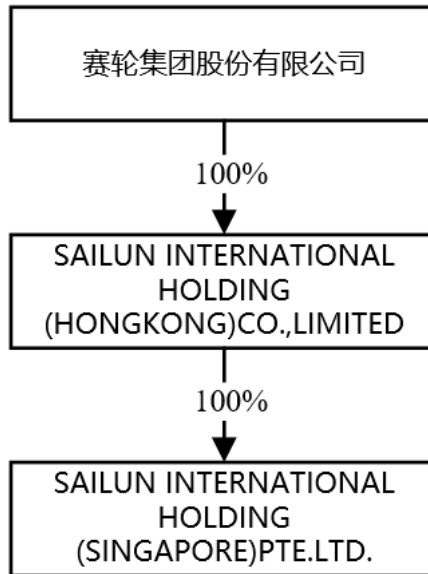 赛轮集团股份有限公司
100%
SAILUN INTERNATIONAL
HOLDING
(HONGKONG)CO.,LIMITED
100%
SAILUN INTERNATIONAL
HOLDING
(SINGAPORE)PTE.LTD.